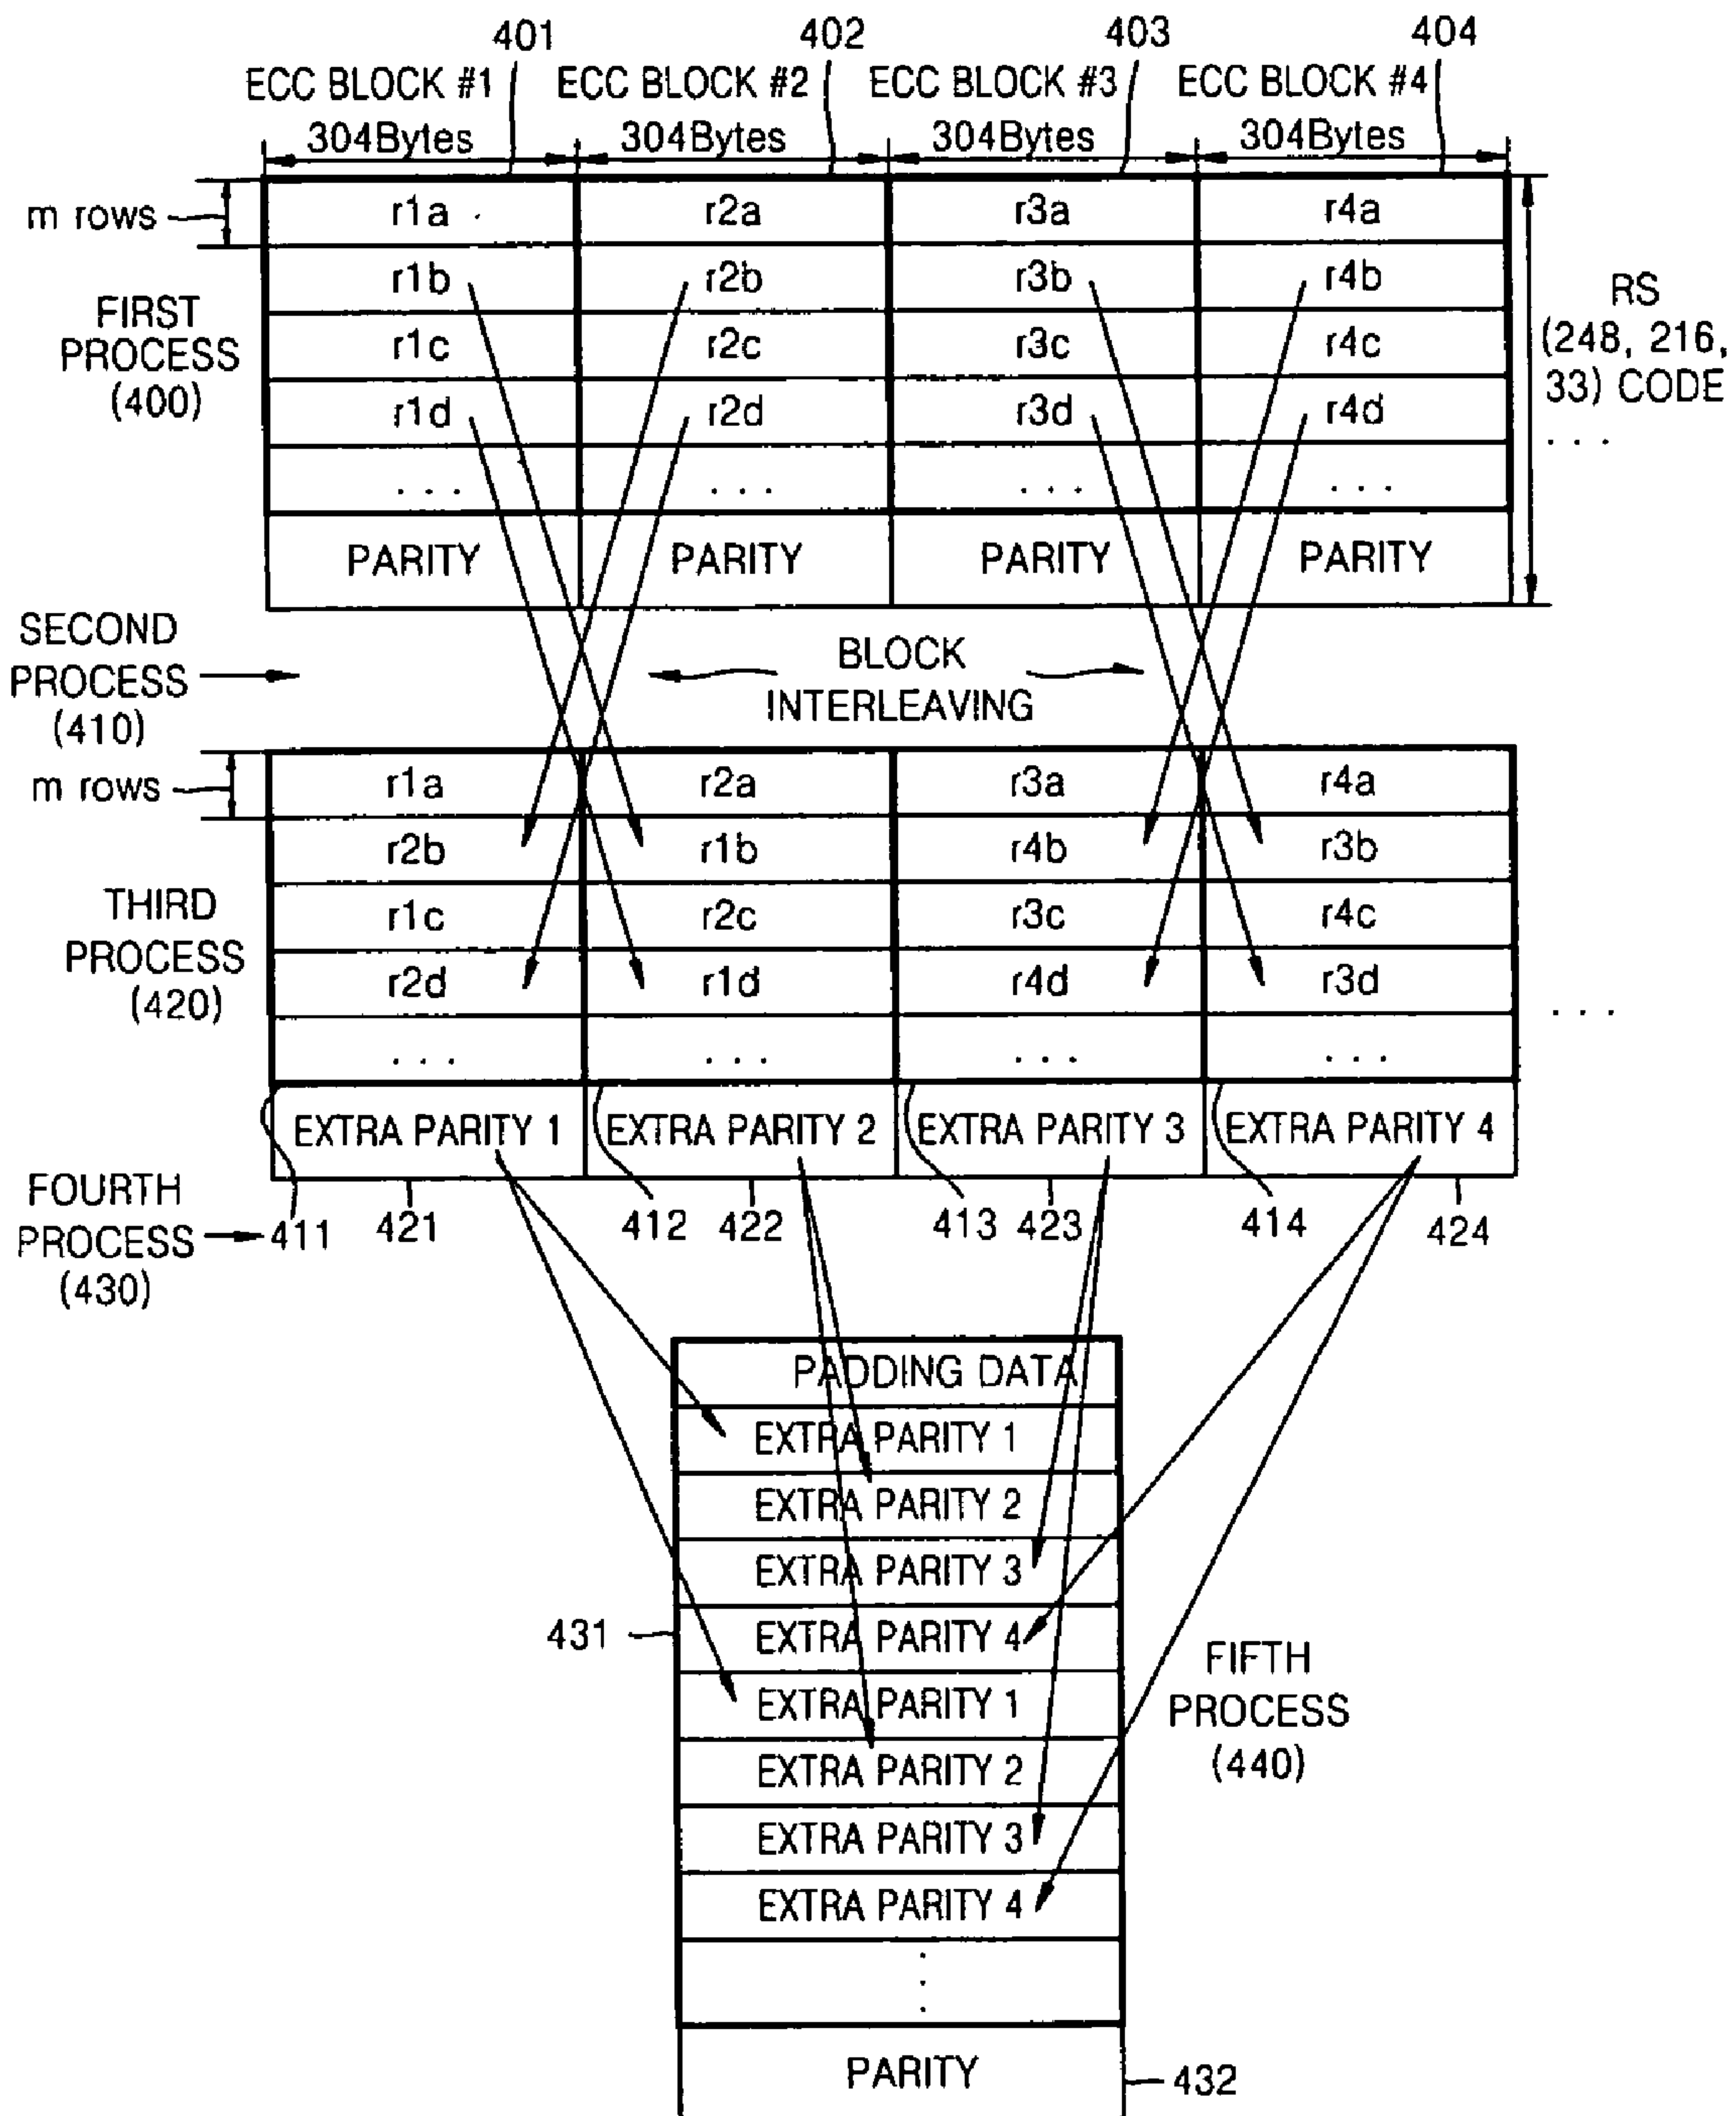 401 402 403 404
ECC BLOCK #1 ECC BLOCK #2 ECC BLOCK #3 ECC BLOCK #4
304Bytes 304Bytes 304Bytes 304Bytes
m rows r1a r2a r3a r4a
r1b r2b r3b r4b
r1c r2c r3c r4c
r1d r2d r3d r4d
. . . . . . . . . . . .
PARITY PARITY PARITY PARITY
FIRST
PROCESS
(400)
RS
(248, 216,
33) CODE
. . .
SECOND
PROCESS
(410)
BLOCK
INTERLEAVING
m rows r1a r2a r3a r4a
r2b r1b r4b r3b
r1c r2c r3c r4c
r2d r1d r4d r3d
. . . . . . . . . . . .
. . .
THIRD
PROCESS
(420)
EXTRA PARITY 1 EXTRA PARITY 2 EXTRA PARITY 3 EXTRA PARITY 4
FOURTH
PROCESS
(430)
411 421 412 422 413 423 414 424
PADDING DATA
EXTRA PARITY 1
EXTRA PARITY 2
EXTRA PARITY 3
431 EXTRA PARITY 4
EXTRA PARITY 1
EXTRA PARITY 2
EXTRA PARITY 3
EXTRA PARITY 4
.
.
.
FIFTH
PROCESS
(440)
PARITY 432